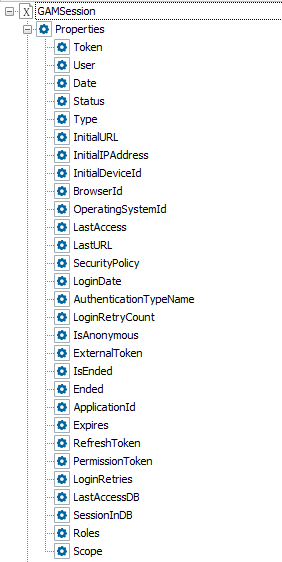 GAMSession
Properties
Token
User
Date
Status
Type
InitialURL
InitialIPAddress
InitialDeviceId
BrowserId
OperatingSystemId
LastAccess
LastURL
SecurityPolicy
LoginDate
AuthenticationTypeName
LoginRetryCount
IsAnonymous
ExternalToken
IsEnded
Ended
ApplicationId
Expires
RefreshToken
PermissionToken
LoginRetries
LastAccessDB
SessionInDB
Roles
Scope